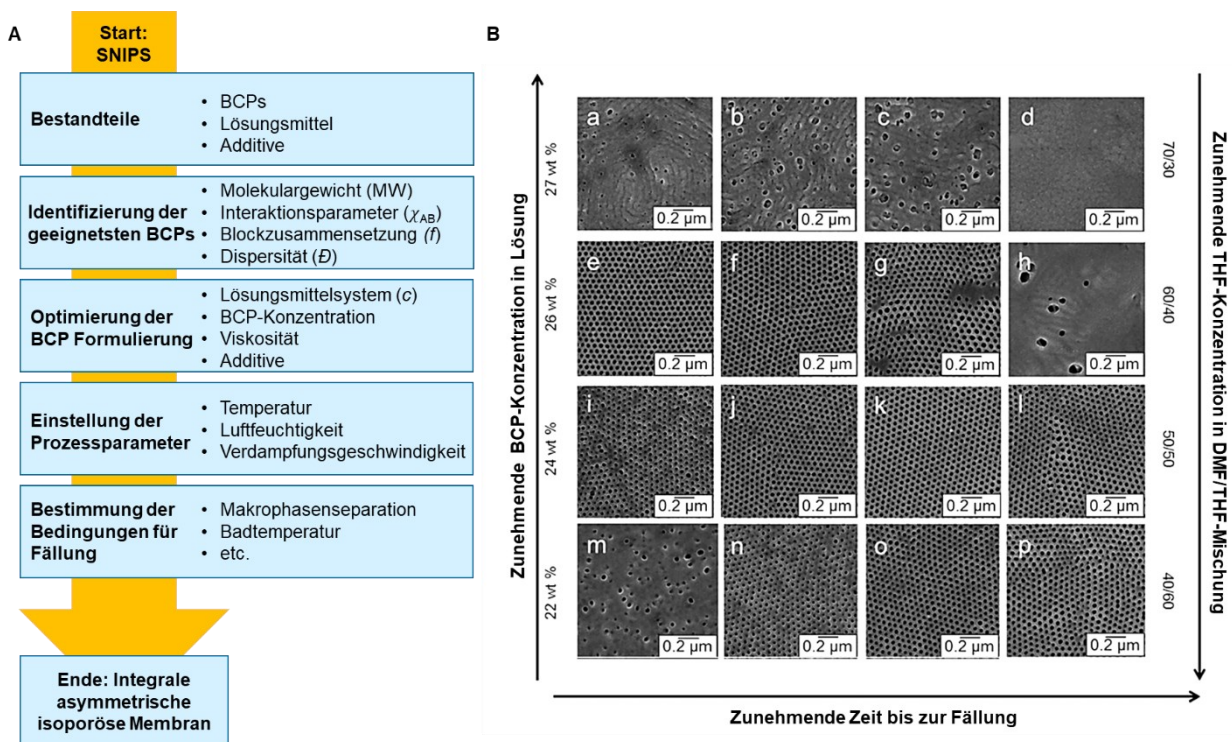 A
Start:
SNIPS
Bestandteile
• BCPs
• Lösungsmittel
• Additive
Identifizierung der
geeignetsten BCPs
• Molekulargewicht (MW)
• Interaktionsparameter (χAB)
• Blockzusammensetzung (f)
• Dispersität (Đ)
Optimierung der
BCP Formulierung
• Lösungsmittelsystem (c)
• BCP-Konzentration
• Viskosität
• Additive
Einstellung der
Prozessparameter
• Temperatur
• Luftfeuchtigkeit
• Verdampfungsgeschwindigkeit
Bestimmung der
Bedingungen für
Fällung
• Makrophasenseparation
• Badtemperatur
• etc.
Ende: Integrale
asymmetrische
isoporöse Membran
B
Zunehmende BCP-Konzentration in Lösung
27 wt %
26 wt %
24 wt %
22 wt %
a
0.2 µm
b
0.2 µm
c
0.2 µm
d
0.2 µm
e
0.2 µm
f
0.2 µm
g
0.2 µm
h
0.2 µm
i
0.2 µm
j
0.2 µm
k
0.2 µm
l
0.2 µm
m
0.2 µm
n
0.2 µm
o
0.2 µm
p
0.2 µm
70/30
60/40
50/50
40/60
Zunehmende THF-Konzentration in DMF/THF-Mischung
Zunehmende Zeit bis zur Fällung